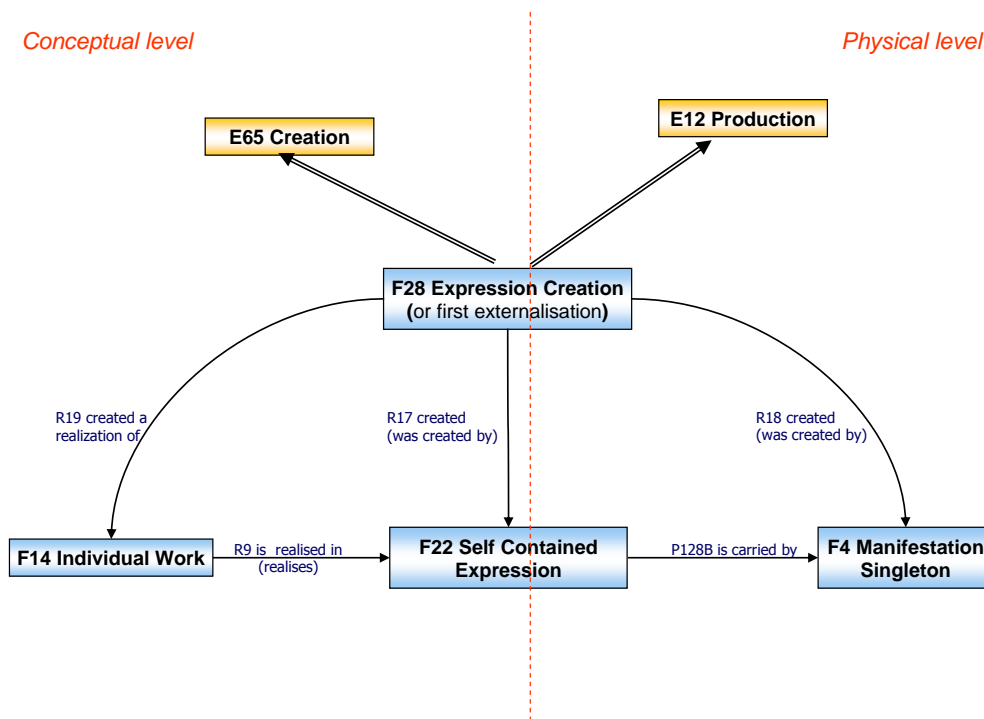 Conceptual level
Physical level
E65 Creation
E12 Production
F28 Expression Creation
(or first externalisation)
R19 created a
realization of
R17 created
(was created by)
R18 created
(was created by)
F14 Individual Work
R9 is realised in
(realises)
F22 Self Contained
Expression
P128B is carried by
F4 Manifestation
Singleton